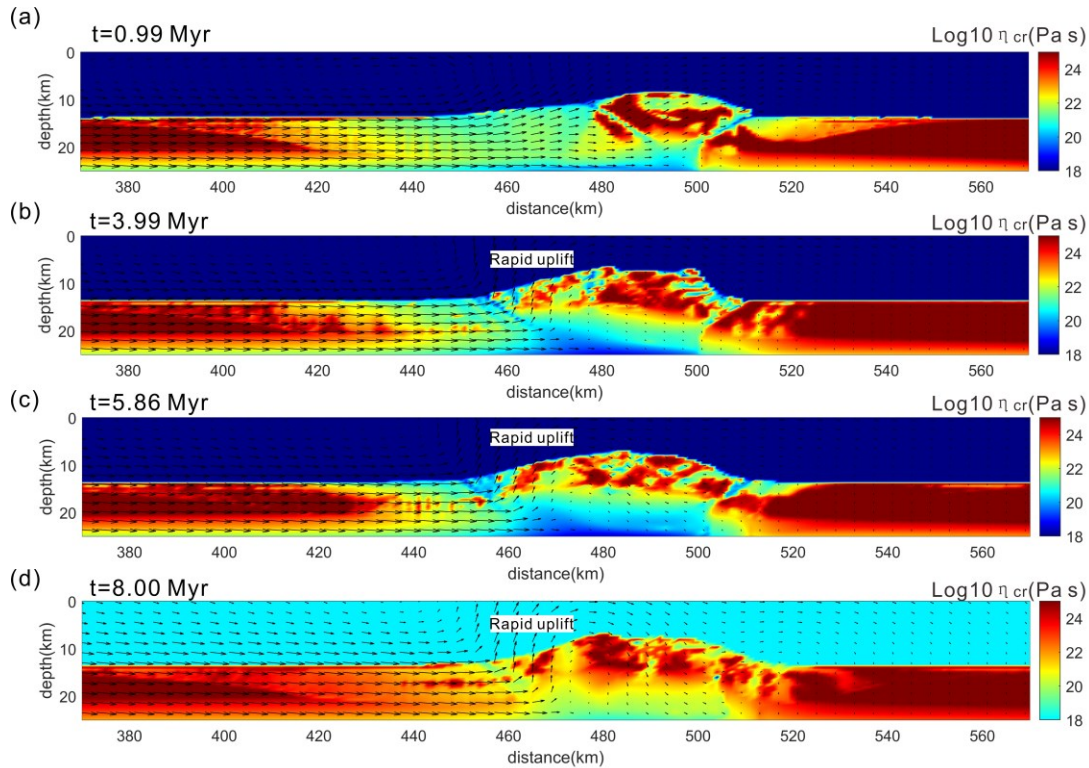 (a)
t=0.99 Myr
Log10 η cr(Pa s)
depth(km)
0
10
20
380 400 420 440 460 480 500 520 540 560
distance(km)
24
22
20
18
(b)
t=3.99 Myr
Log10 η cr(Pa s)
Rapid uplift
depth(km)
0
10
20
380 400 420 440 460 480 500 520 540 560
distance(km)
24
22
20
18
(c)
t=5.86 Myr
Log10 η cr(Pa s)
Rapid uplift
depth(km)
0
10
20
380 400 420 440 460 480 500 520 540 560
distance(km)
24
22
20
18
(d)
t=8.00 Myr
Log10 η cr(Pa s)
Rapid uplift
depth(km)
0
10
20
380 400 420 440 460 480 500 520 540 560
distance(km)
24
22
20
18